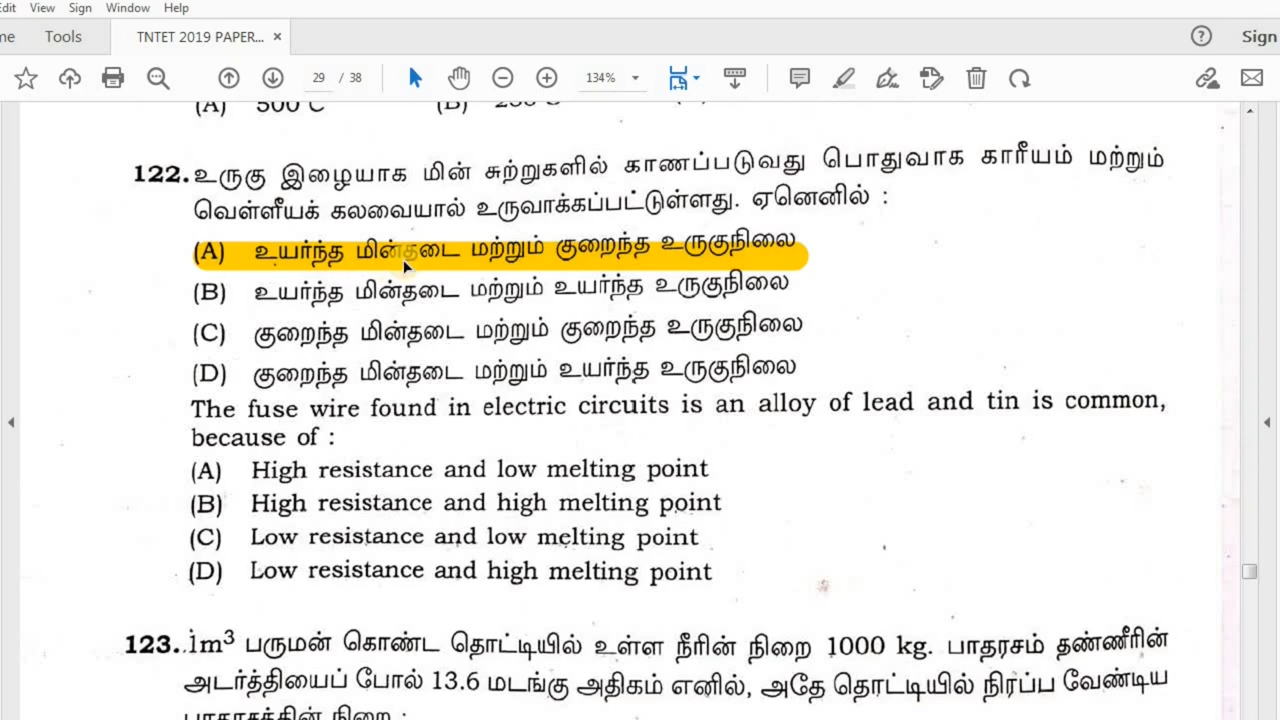 Edit View Sign Window Help
me Tools TNTET 2019 PAPER... × Sign
29 / 38 134%
(A) 500 C (B)
122. உருகு இழையாக மின் சுற்றுகளில் காணப்படுவது பொதுவாக காரீயம் மற்றும்
வெள்ளீயக் கலவையால் உருவாக்கப்பட்டுள்ளது. ஏனெனில் :
(A) உயர்ந்த மின்தடை மற்றும் குறைந்த உருகுநிலை
(B) உயர்ந்த மின்தடை மற்றும் உயர்ந்த உருகுநிலை
(C) குறைந்த மின்தடை மற்றும் குறைந்த உருகுநிலை
(D) குறைந்த மின்தடை மற்றும் உயர்ந்த உருகுநிலை
The fuse wire found in electric circuits is an alloy of lead and tin is common,
because of :
(A) High resistance and low melting point
(B) High resistance and high melting point
(C) Low resistance and low melting point
(D) Low resistance and high melting point
123. 1m³ பருமன் கொண்ட தொட்டியில் உள்ள நீரின் நிறை 1000 kg. பாதரசம் தண்ணீரின்
அடர்த்தியைப் போல் 13.6 மடங்கு அதிகம் எனில், அதே தொட்டியில் நிரப்ப வேண்டிய
பாதரசத்தின் நிறை :